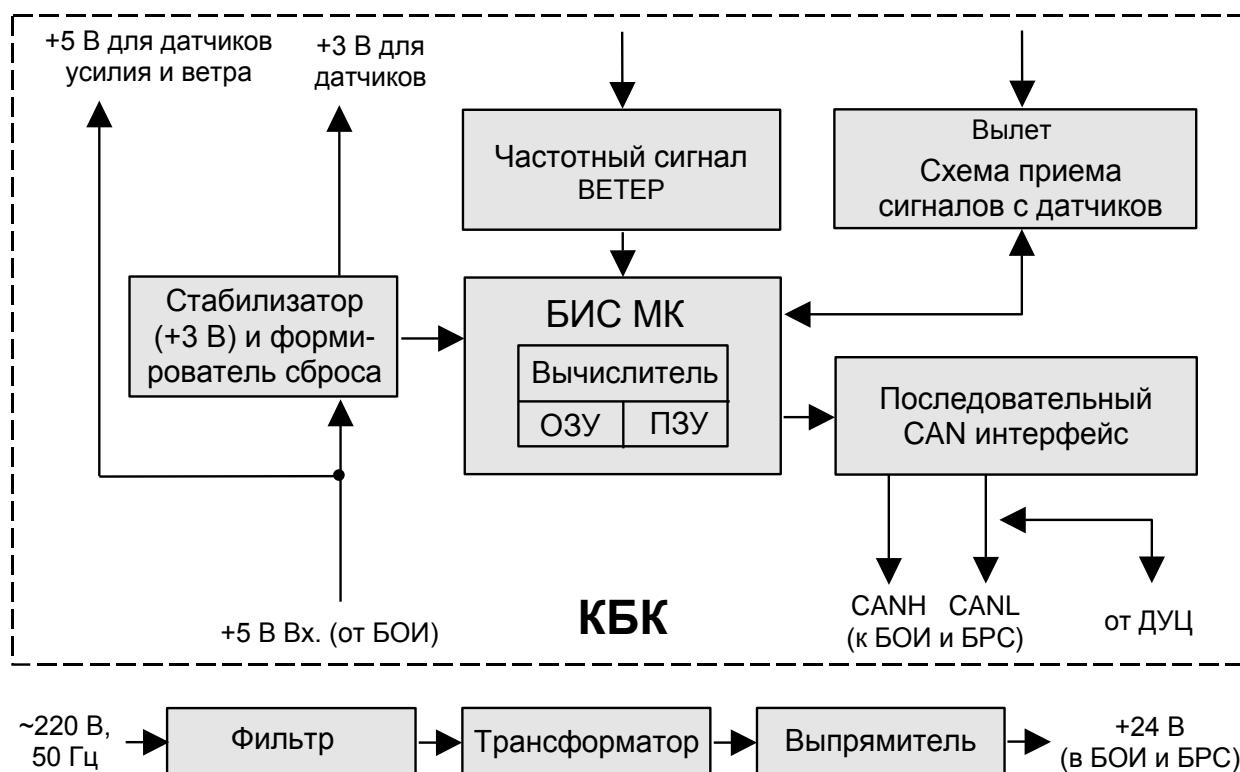 +5 В для датчиков
усилия и ветра
+3 В для
датчиков
Частотный сигнал
ВЕТЕР
Вылет
Схема приема
сигналов с датчиков
Стабилизатор
(+3 В) и форми-
рователь сброса
БИС МК
Вычислитель
ОЗУ
ПЗУ
Последовательный
CAN интерфейс
+5 В Вх. (от БОИ)
КБК
CANH CANL
(к БОИ и БРС)
от ДУЦ
~220 В,
50 Гц
Фильтр
Трансформатор
Выпрямитель
+24 В
(в БОИ и БРС)